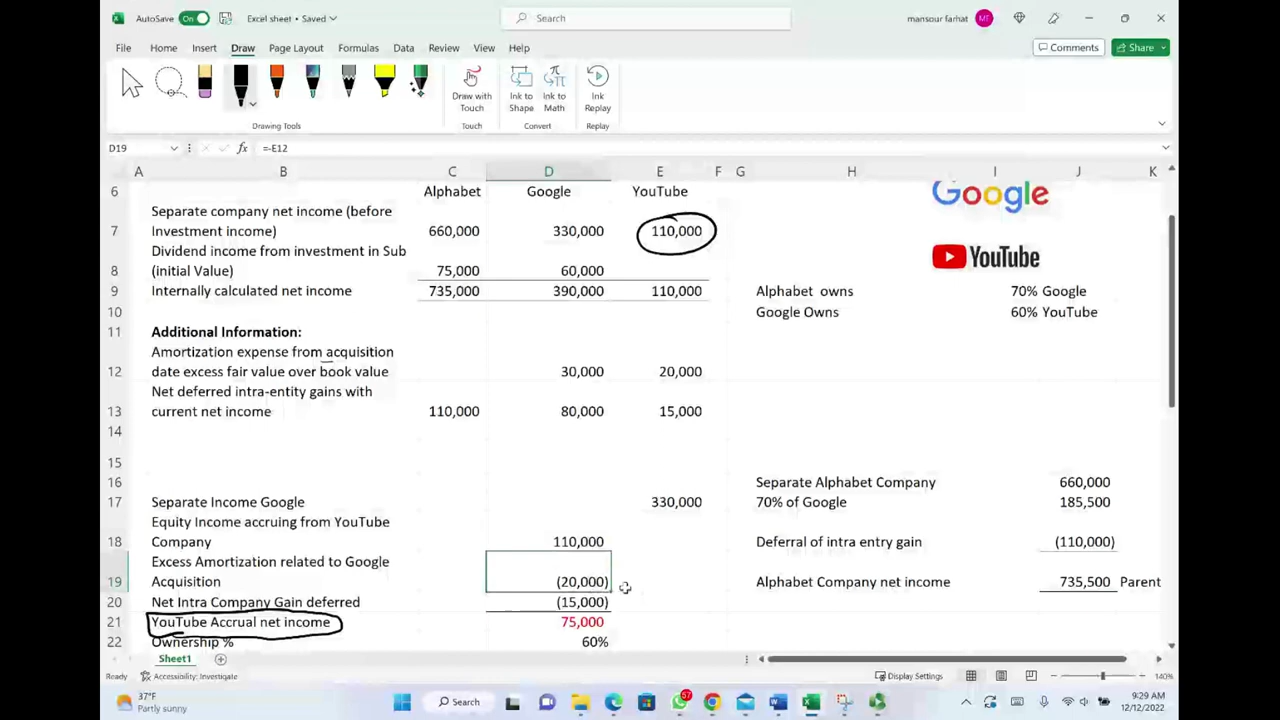 AutoSave On Excel sheet • Saved Search mansour farhat MF
File Home Insert Draw Page Layout Formulas Data Review View Help Comments Share
Draw with Touch Ink to Shape Ink to Math Ink Replay
Drawing Tools Touch Convert Replay
D19 fx =-E12
A B C D E F G H I J K
6 Alphabet Google YouTube Google
Separate company net income (before
7 Investment income) 660,000 330,000 110,000
Dividend income from investment in Sub YouTube
8 (initial Value) 75,000 60,000
9 Internally calculated net income 735,000 390,000 110,000 Alphabet owns 70% Google
10 Google Owns 60% YouTube
11 Additional Information:
Amortization expense from acquisition
12 date excess fair value over book value 30,000 20,000
Net deferred intra-entity gains with
13 current net income 110,000 80,000 15,000
14
15
16 Separate Alphabet Company 660,000
17 Separate Income Google 330,000 70% of Google 185,500
Equity Income accruing from YouTube
18 Company 110,000 Deferral of intra entry gain (110,000)
Excess Amortization related to Google
19 Acquisition (20,000) Alphabet Company net income 735,500 Parent
20 Net Intra Company Gain deferred (15,000)
21 YouTube Accrual net income 75,000
22 Ownership % 60%
Sheet1
Ready Accessibility: Investigate Display Settings 140%
37°F
Partly sunny
Search
57
9:29 AM
12/12/2022